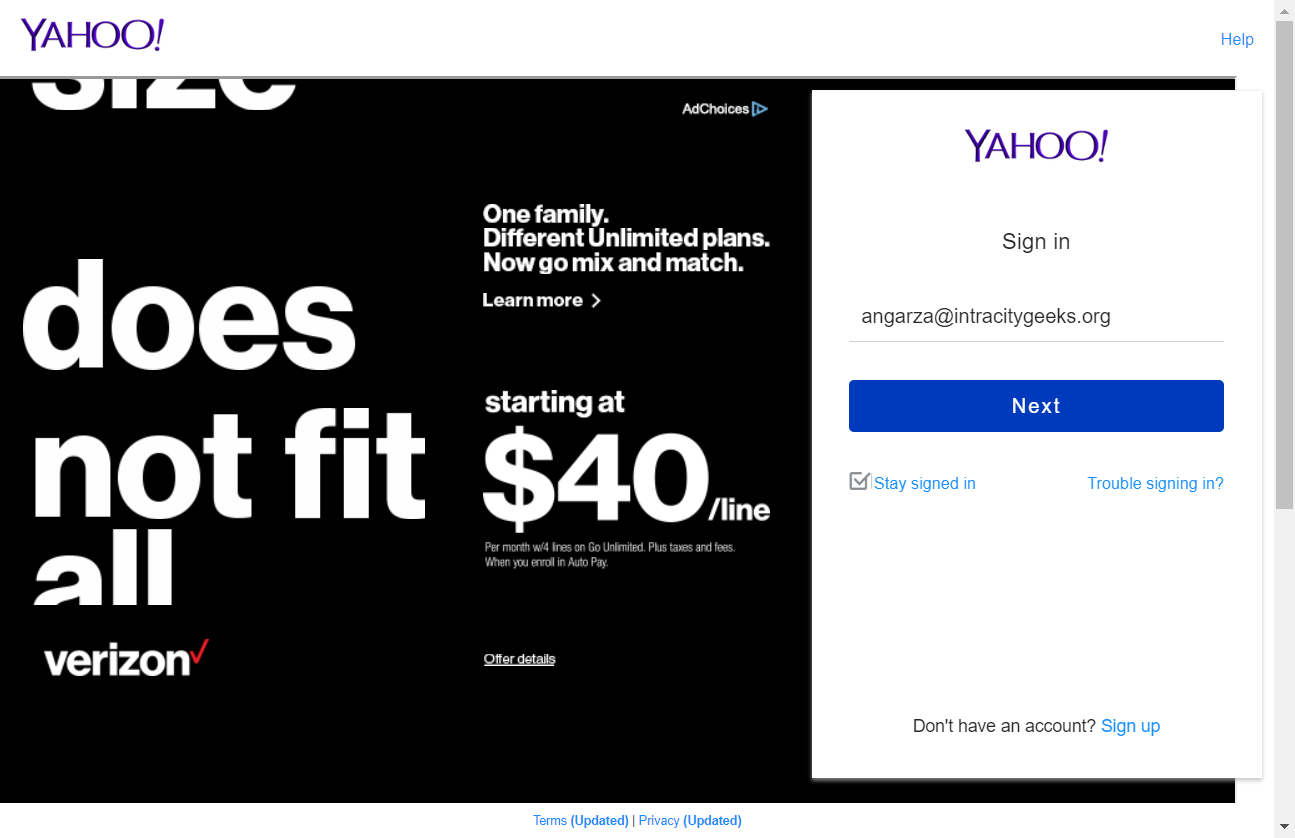 YAHOO!
Help
size
AdChoices
does
not fit
all
verizon
One family.
Different Unlimited plans.
Now go mix and match.
Learn more
starting at
$40/line
Per month w/4 lines on Go Unlimited. Plus taxes and fees.
When you enroll in Auto Pay.
Offer details
YAHOO!
Sign in
angarza@intracitygeeks.org
Next
Stay signed in
Trouble signing in?
Don't have an account? Sign up
Terms (Updated) | Privacy (Updated)